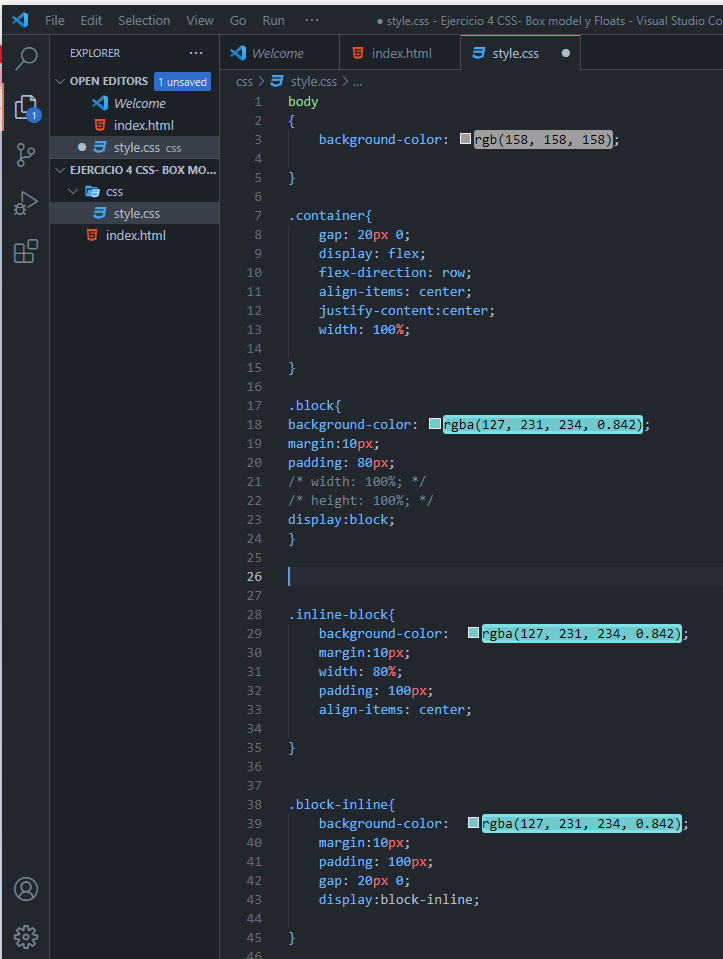 File Edit Selection View Go Run ··· ● style.css - Ejercicio 4 CSS- Box model y Floats - Visual Studio Co
EXPLORER ···
OPEN EDITORS 1 unsaved
Welcome
index.html
style.css css
EJERCICIO 4 CSS- BOX MO...
css
style.css
index.html
1
Welcome index.html style.css ●
css > style.css > ...
1 body
2 {
3 background-color: rgb(158, 158, 158);
4
5 }
6
7 .container{
8 gap: 20px 0;
9 display: flex;
10 flex-direction: row;
11 align-items: center;
12 justify-content:center;
13 width: 100%;
14
15 }
16
17 .block{
18 background-color: rgba(127, 231, 234, 0.842);
19 margin:10px;
20 padding: 80px;
21 /* width: 100%; */
22 /* height: 100%; */
23 display:block;
24 }
25
26
27
28 .inline-block{
29 background-color: rgba(127, 231, 234, 0.842);
30 margin:10px;
31 width: 80%;
32 padding: 100px;
33 align-items: center;
34
35 }
36
37
38 .block-inline{
39 background-color: rgba(127, 231, 234, 0.842);
40 margin:10px;
41 padding: 100px;
42 gap: 20px 0;
43 display:block-inline;
44
45 }
46